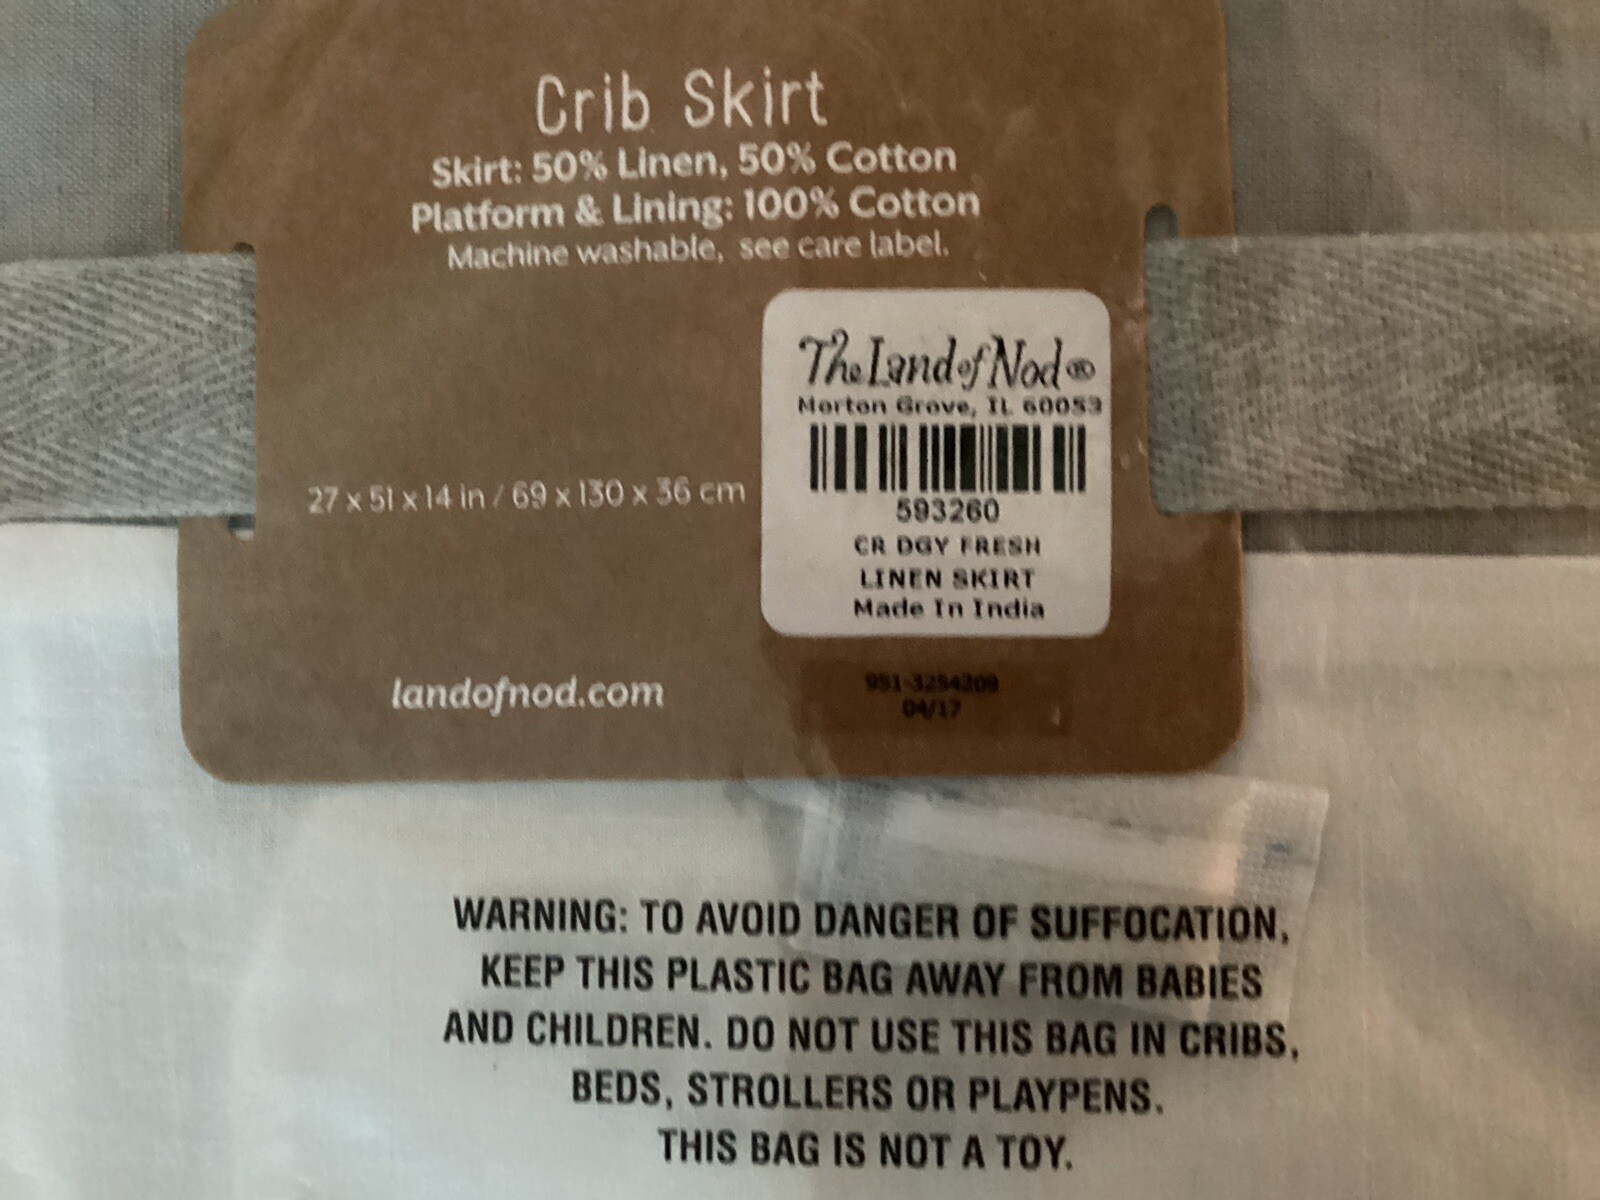 Crib Skirt
Skirt: 50% Linen, 50% Cotton
Platform & Lining: 100% Cotton
Machine washable, see care label.
The Land of Nod®
Morton Grove, IL 60053
593260
CR DGY FRESH
LINEN SKIRT
Made In India
27 x 51 x 14 in / 69 x 130 x 36 cm
landofnod.com
951-3254209
04/17
WARNING: TO AVOID DANGER OF SUFFOCATION,
KEEP THIS PLASTIC BAG AWAY FROM BABIES
AND CHILDREN. DO NOT USE THIS BAG IN CRIBS,
BEDS, STROLLERS OR PLAYPENS.
THIS BAG IS NOT A TOY.